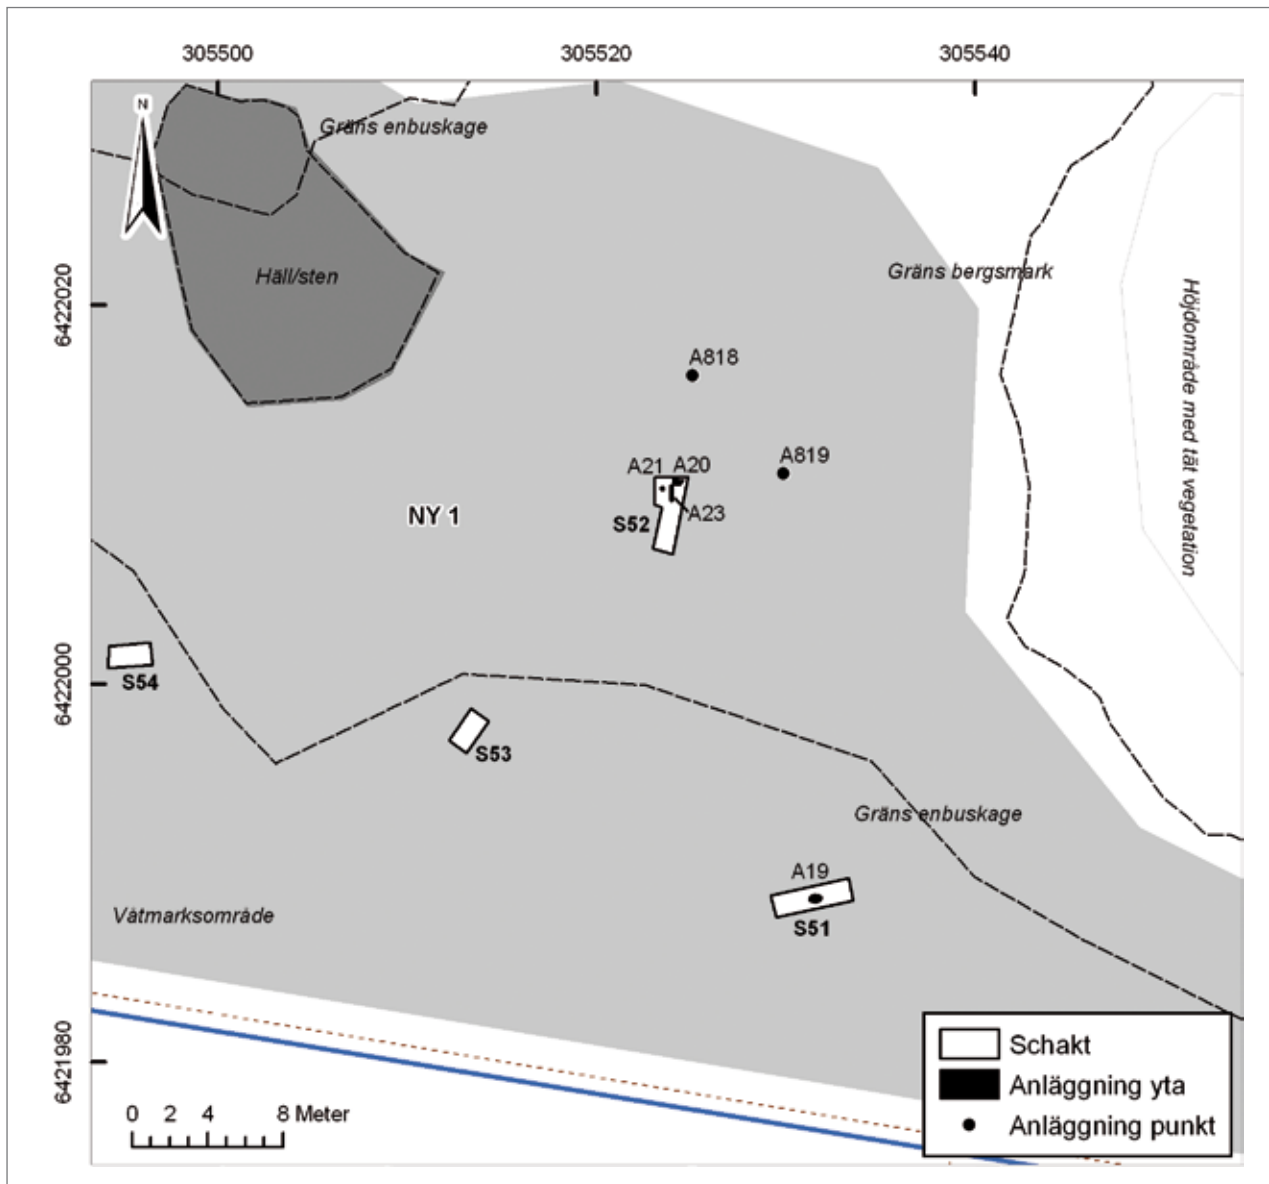 305500
305520
305540
N
Gräns enbuskage
Häll/sten
Gräns bergsmark
6422020
Höjdområde med tät vegetation
A818
A819
A21
A20
NY 1
S52
A23
6422000
S54
S53
Gräns enbuskage
A19
Våtmarksområde
S51
6421980
Schakt
Anläggning yta
Anläggning punkt
0 2 4 8 Meter